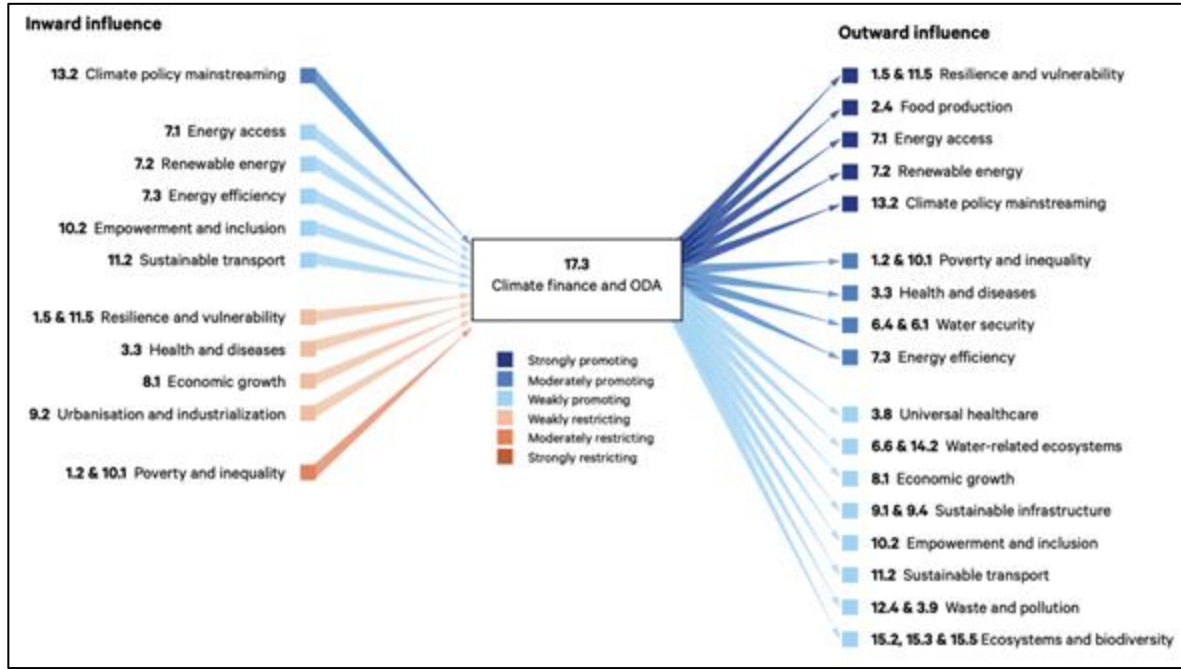 Inward influence
13.2 Climate policy mainstreaming
7.1 Energy access
7.2 Renewable energy
7.3 Energy efficiency
10.2 Empowerment and inclusion
11.2 Sustainable transport
1.5 & 11.5 Resilience and vulnerability
3.3 Health and diseases
8.1 Economic growth
9.2 Urbanisation and industrialization
1.2 & 10.1 Poverty and inequality
17.3
Climate finance and ODA
Strongly promoting
Moderately promoting
Weakly promoting
Weakly restricting
Moderately restricting
Strongly restricting
Outward influence
1.5 & 11.5 Resilience and vulnerability
2.4 Food production
7.1 Energy access
7.2 Renewable energy
13.2 Climate policy mainstreaming
1.2 & 10.1 Poverty and inequality
3.3 Health and diseases
6.4 & 6.1 Water security
7.3 Energy efficiency
3.8 Universal healthcare
6.6 & 14.2 Water-related ecosystems
8.1 Economic growth
9.1 & 9.4 Sustainable infrastructure
10.2 Empowerment and inclusion
11.2 Sustainable transport
12.4 & 3.9 Waste and pollution
15.2, 15.3 & 15.5 Ecosystems and biodiversity